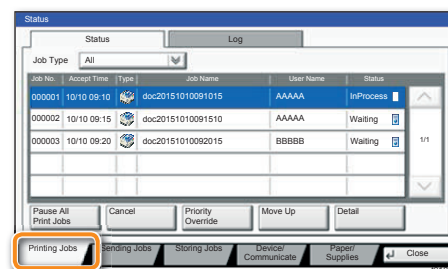 Status
Status Log
Job Type All
Job No. Accept Time Type Job Name User Name Status
000001 10/10 09:10 doc20151010091015 AAAAA InProcess
000002 10/10 09:15 doc20151010091510 AAAAA Waiting
000003 10/10 09:20 doc20151010092015 BBBBB Waiting
1/1
Pause All Print Jobs Cancel Priority Override Move Up Detail
Printing Jobs Sending Jobs Storing Jobs Device/ Communicate Paper/ Supplies Close